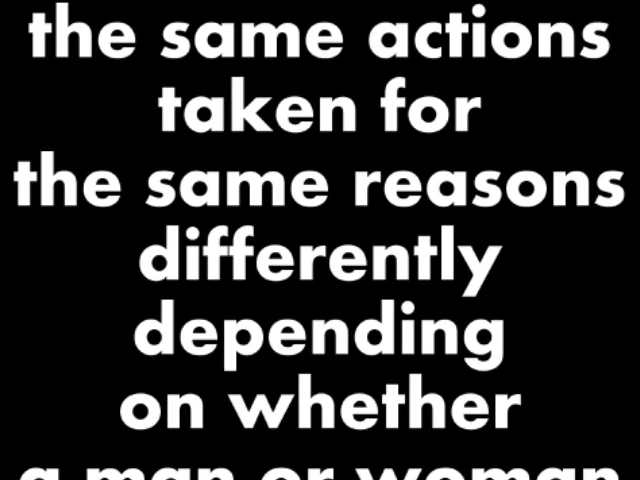 the same actions
taken for
the same reasons
differently
depending
on whether
a man or woman